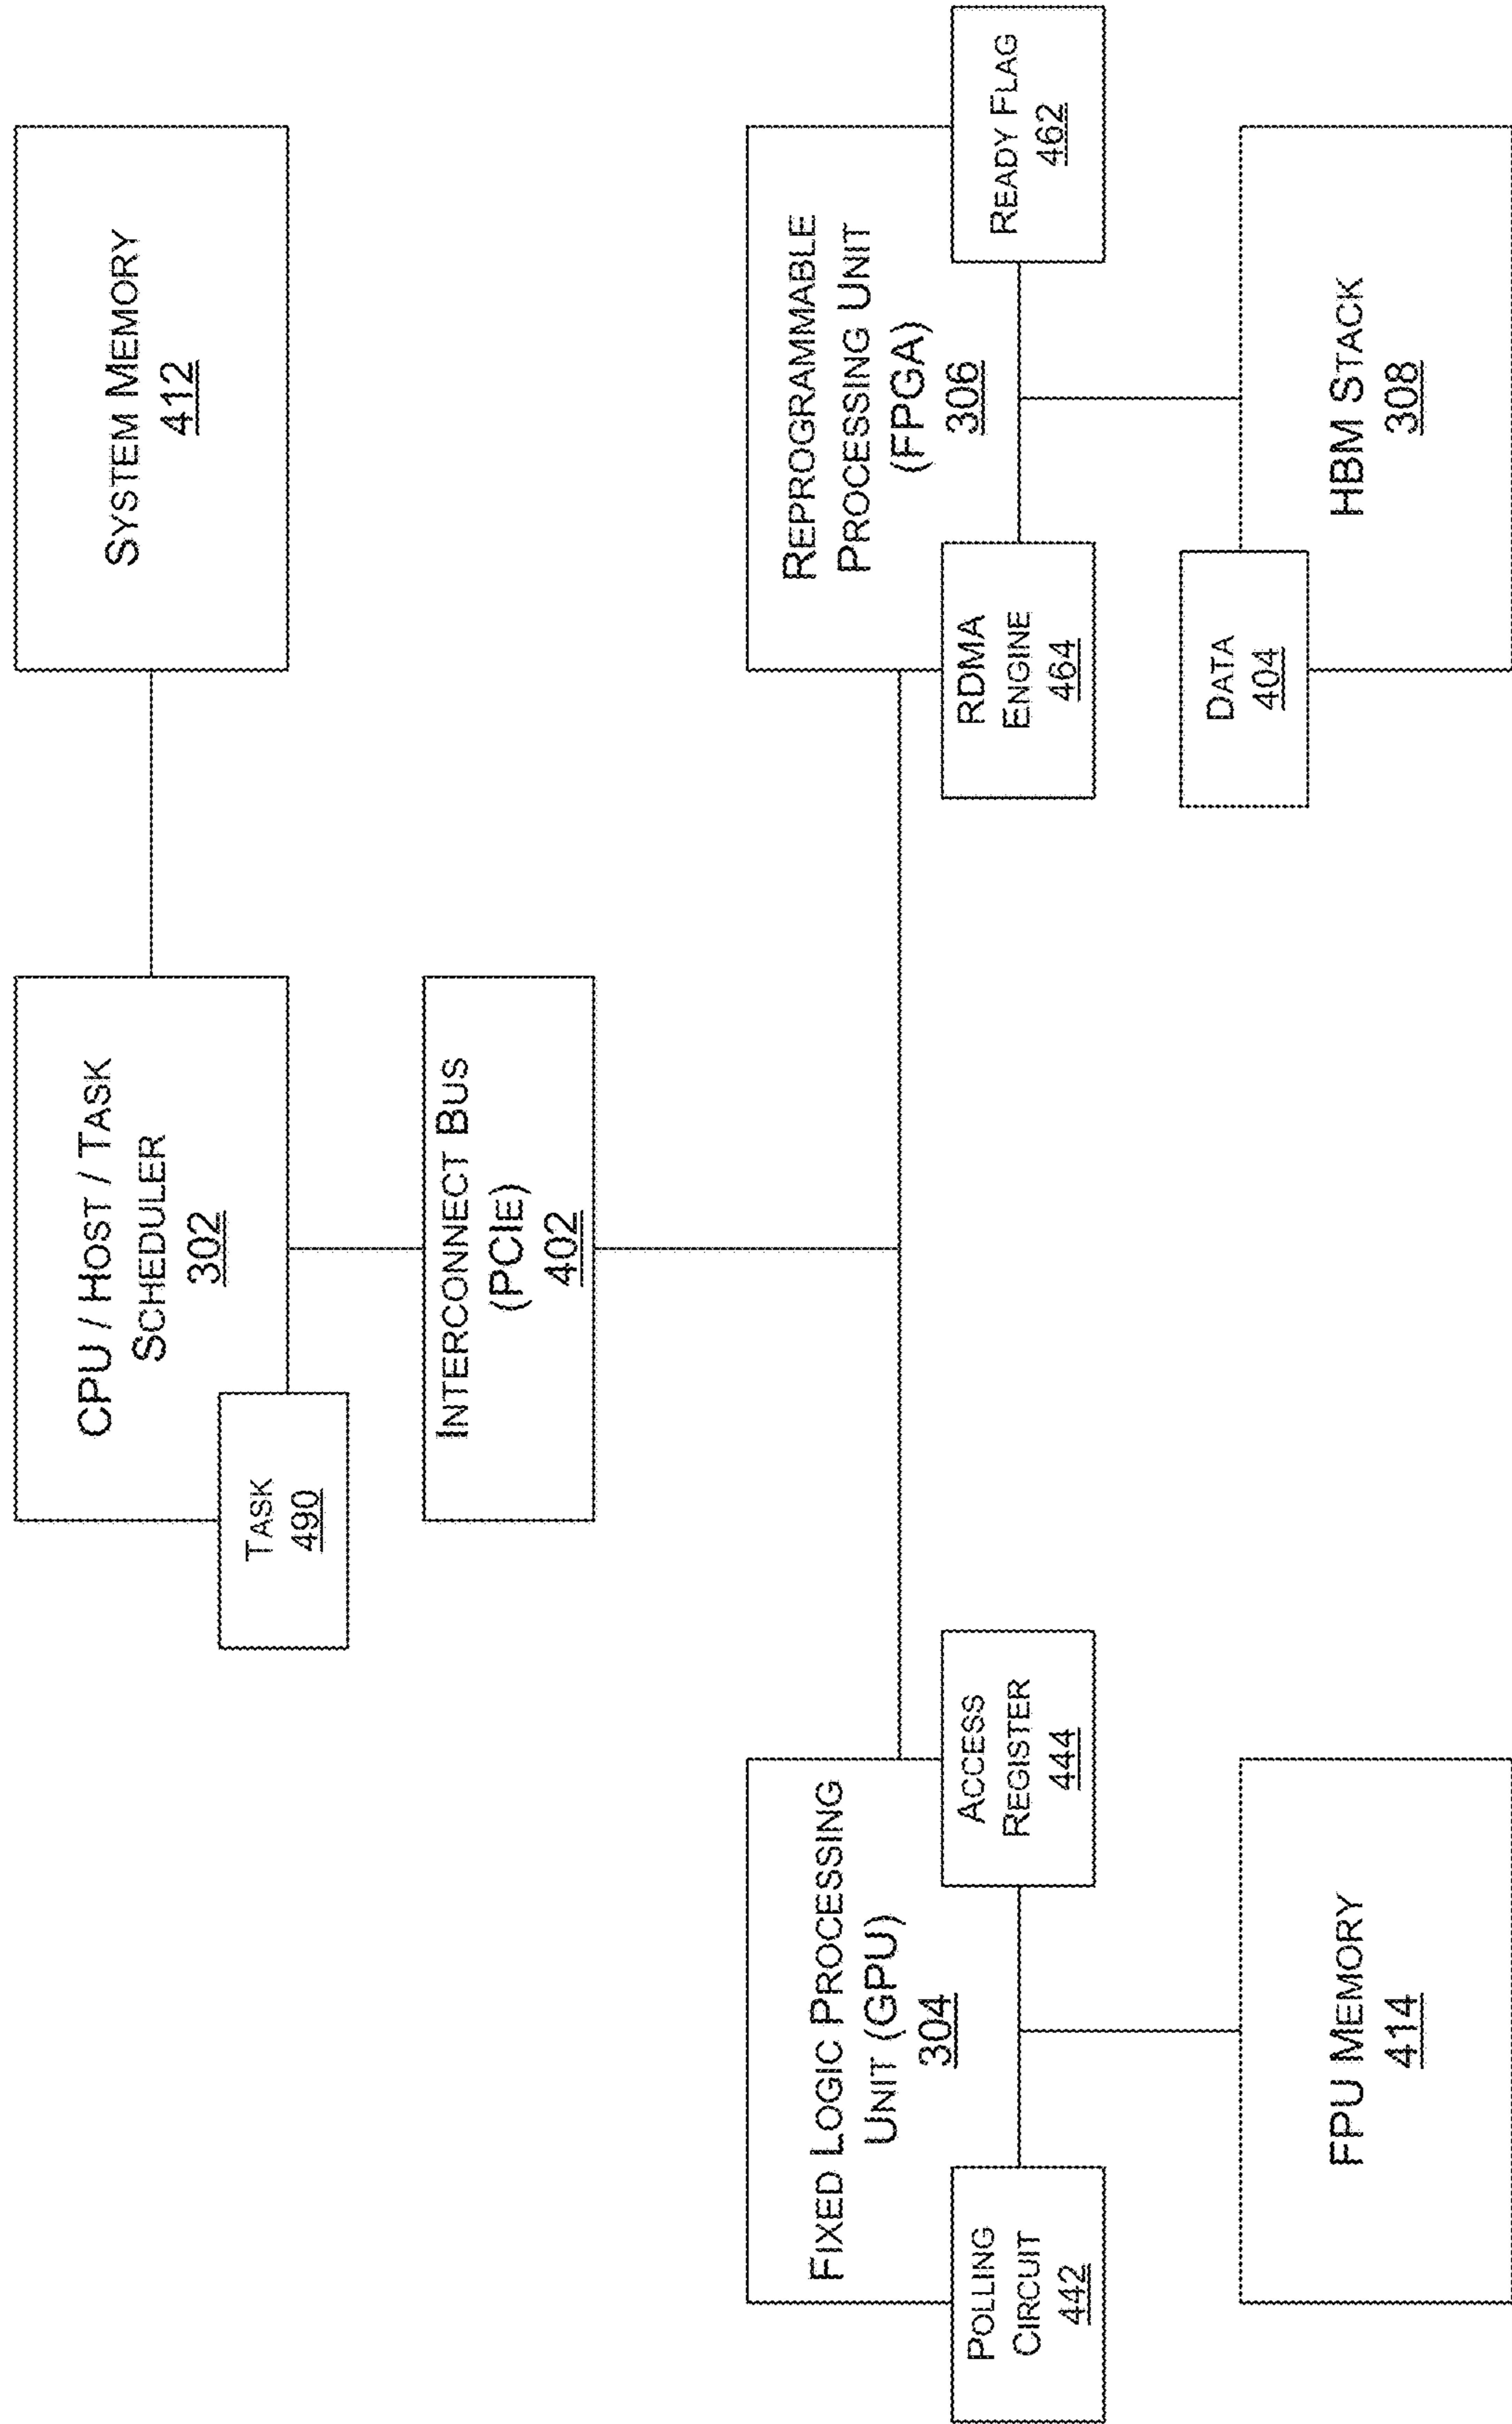 CPU / Host / Task
Scheduler
302
System Memory
412
Task
490
Interconnect Bus
(PCIe)
402
Fixed Logic Processing
Unit (GPU)
304
Reprogrammable
Processing Unit
(FPGA)
306
Polling
Circuit
442
Access
Register
444
RDMA
Engine
464
Ready Flag
462
Data
404
FPU Memory
414
HBM Stack
308